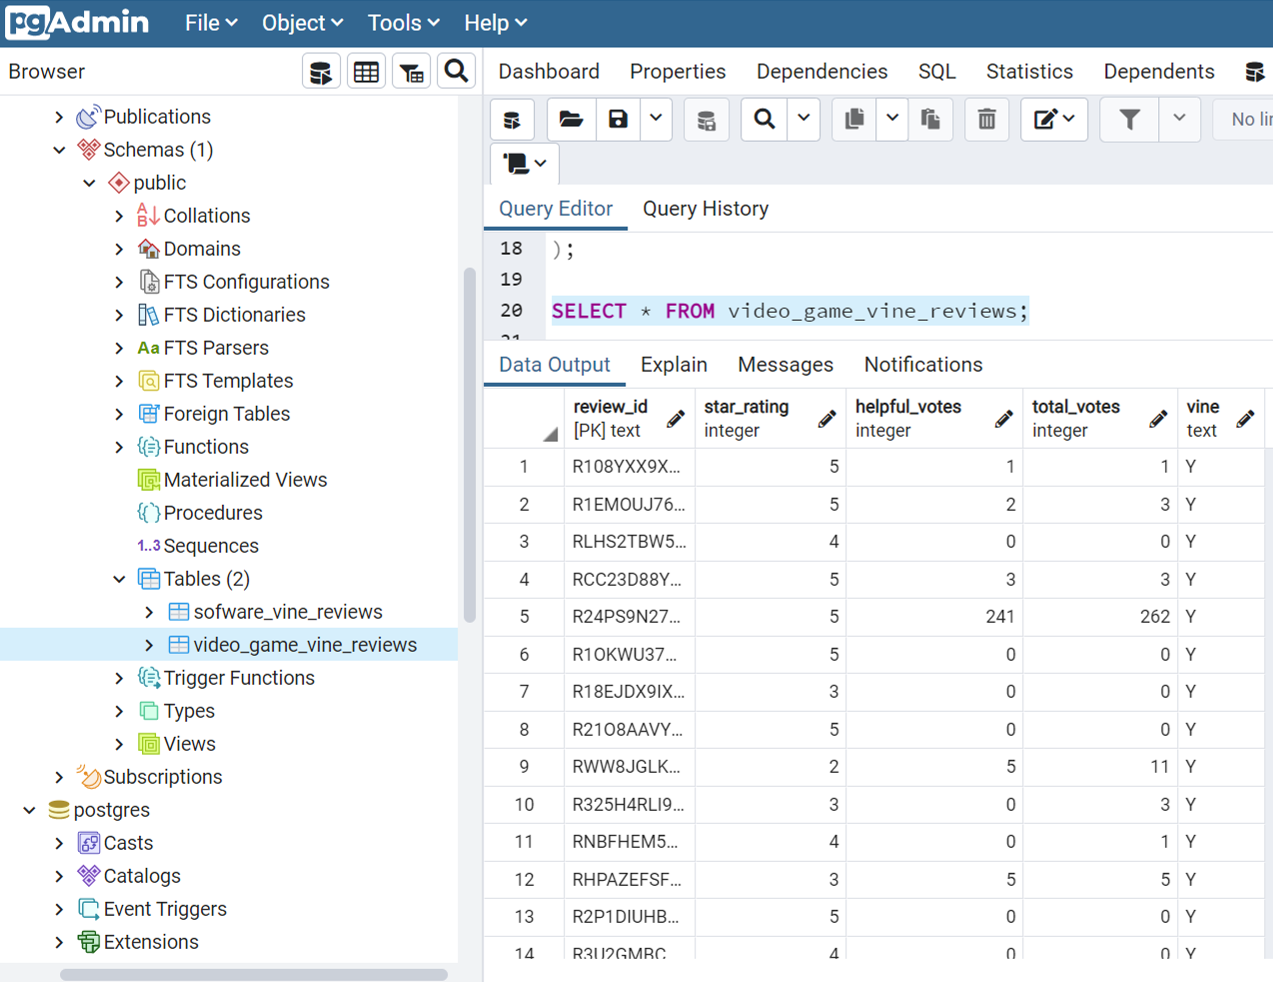 pgAdmin File Object Tools Help
Browser
Dashboard Properties Dependencies SQL Statistics Dependents
No li
Publications
Schemas (1)
public
Collations
Domains
FTS Configurations
FTS Dictionaries
Aa FTS Parsers
FTS Templates
Foreign Tables
Functions
Materialized Views
Procedures
1..3 Sequences
Tables (2)
sofware_vine_reviews
video_game_vine_reviews
Trigger Functions
Types
Views
Subscriptions
postgres
Casts
Catalogs
Event Triggers
Extensions
Query Editor Query History
18 );
19
20 SELECT * FROM video_game_vine_reviews;
21
Data Output Explain Messages Notifications
review_id star_rating helpful_votes total_votes vine
[PK] text integer integer integer text
1 R108YXX9X... 5 1 1 Y
2 R1EMOUJ76... 5 2 3 Y
3 RLHS2TBW5... 4 0 0 Y
4 RCC23D88Y... 5 3 3 Y
5 R24PS9N27... 5 241 262 Y
6 R1OKWU37... 5 0 0 Y
7 R18EJDX9IX... 3 0 0 Y
8 R21O8AAVY... 5 0 0 Y
9 RWW8JGLK... 2 5 11 Y
10 R325H4RLI9... 3 0 3 Y
11 RNBFHEM5... 4 0 1 Y
12 RHPAZEFSF... 3 5 5 Y
13 R2P1DIUHB... 5 0 0 Y
14 R3U2GMBC 4 0 0 Y